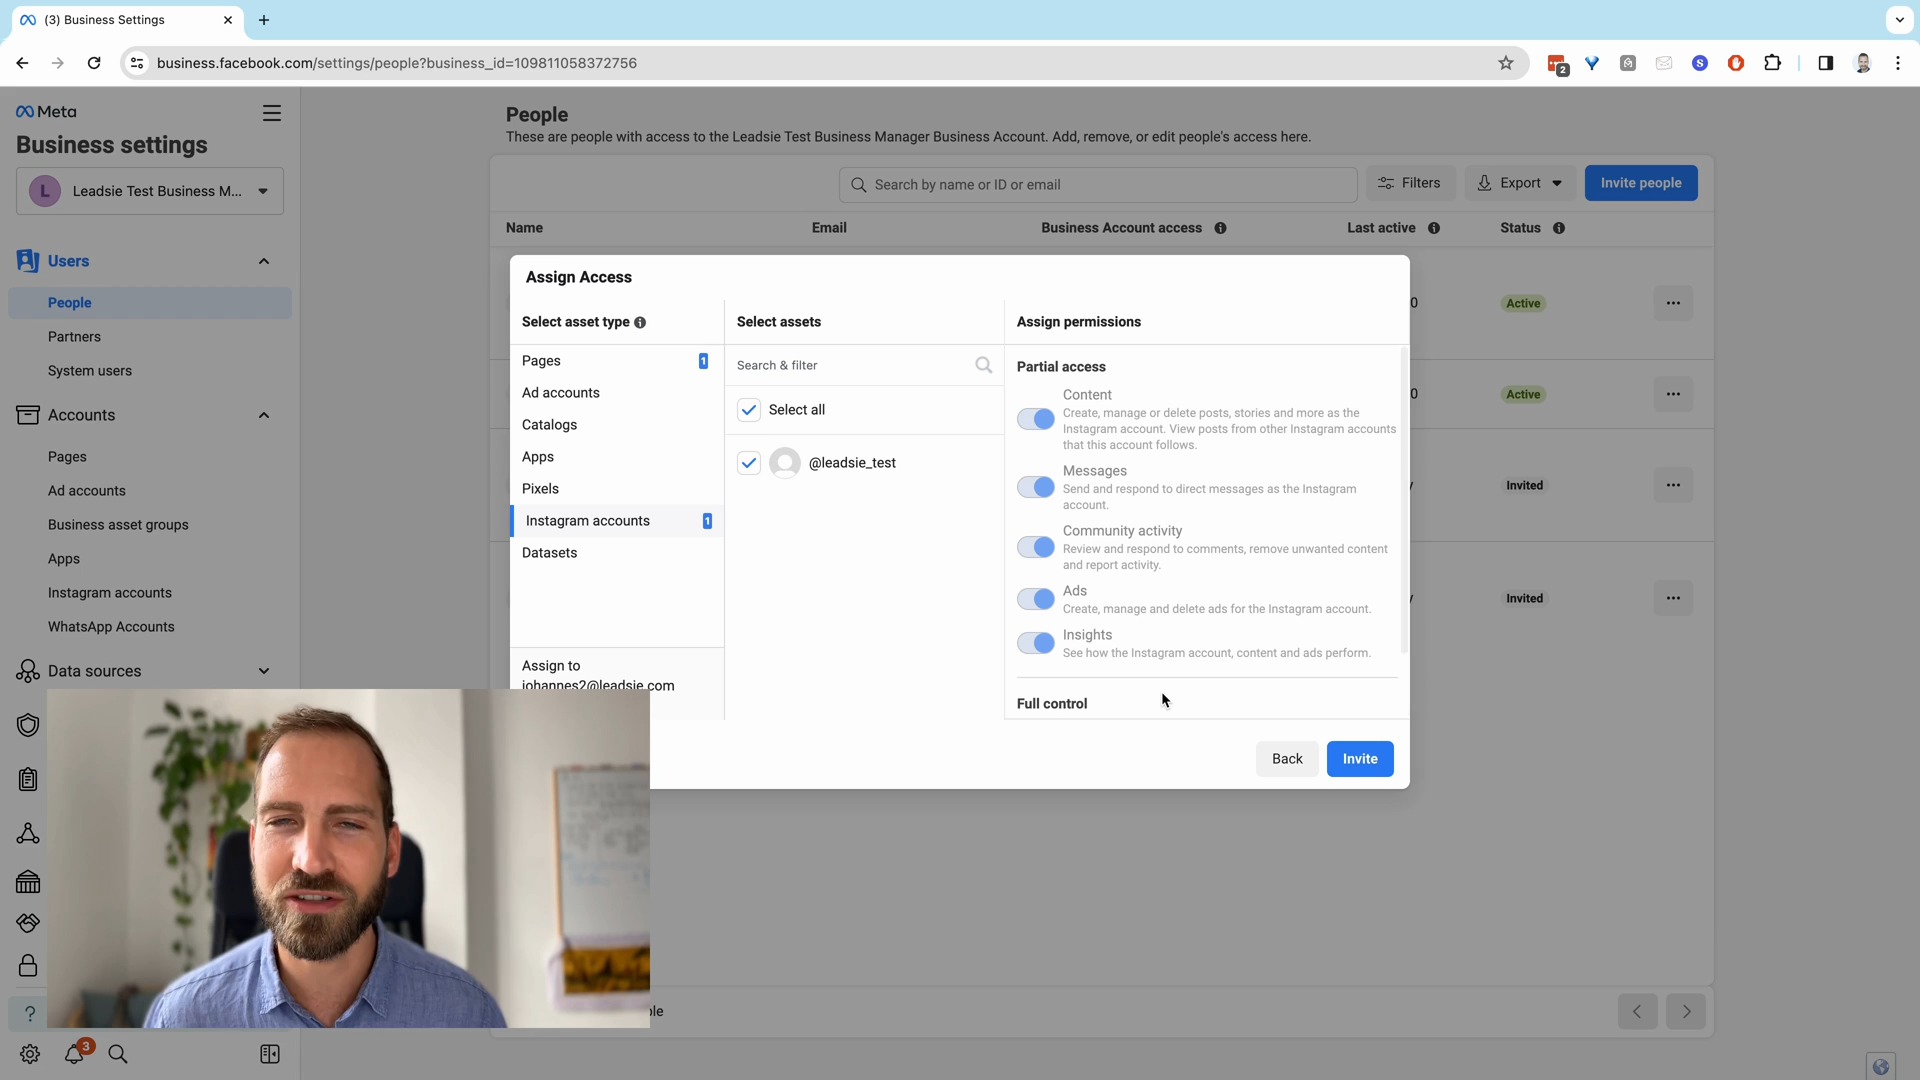 (3) Business Settings
business.facebook.com/settings/people?business_id=109811058372756
2
Meta
Business settings
L
Leadsie Test Business M...
Users
People
Partners
System users
Accounts
Pages
Ad accounts
Business asset groups
Apps
Instagram accounts
WhatsApp Accounts
Data sources
3
People
These are people with access to the Leadsie Test Business Manager Business Account. Add, remove, or edit people's access here.
Search by name or ID or email
Filters
Export
Invite people
Name
Email
Business Account access
Last active
Status
0
Active
0
Active
Invited
Invited
Assign Access
Select asset type
Pages
1
Ad accounts
Catalogs
Apps
Pixels
Instagram accounts
1
Datasets
Assign to
johannes2@leadsie.com
Select assets
Search & filter
Select all
@leadsie_test
Assign permissions
Partial access
Content
Create, manage or delete posts, stories and more as the
Instagram account. View posts from other Instagram accounts
that this account follows.
Messages
Send and respond to direct messages as the Instagram
account.
Community activity
Review and respond to comments, remove unwanted content
and report activity.
Ads
Create, manage and delete ads for the Instagram account.
Insights
See how the Instagram account, content and ads perform.
Full control
Back
Invite